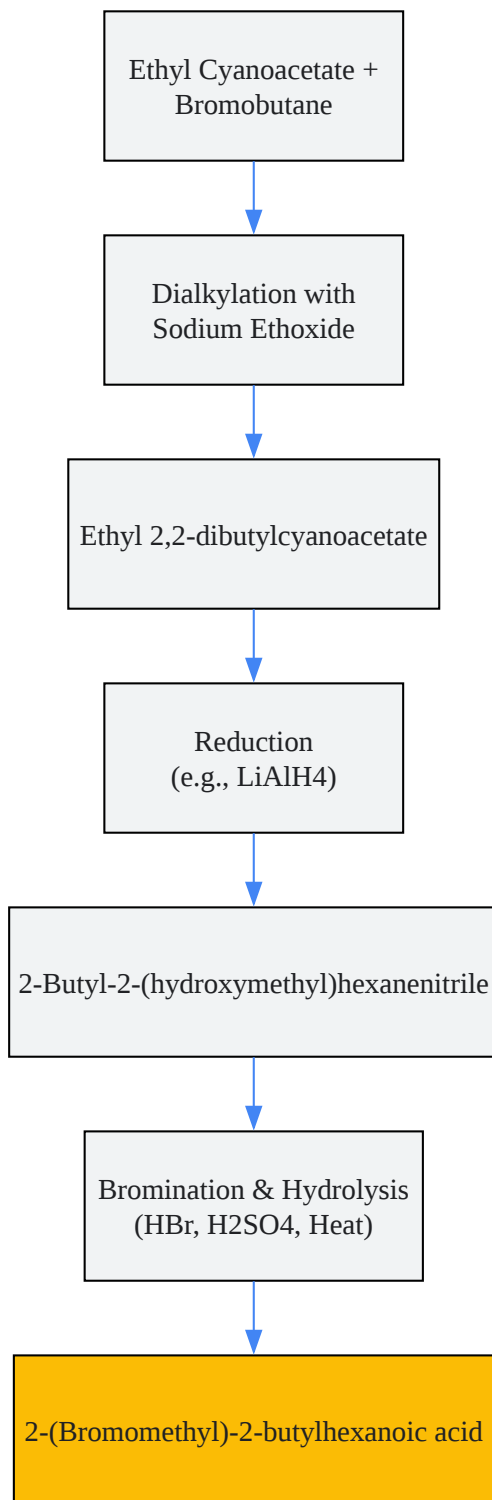 Ethyl Cyanoacetate +
Bromobutane
Dialkylation with
Sodium Ethoxide
Ethyl 2,2-dibutylcyanoacetate
Reduction
(e.g., LiAlH4)
2-Butyl-2-(hydroxymethyl)hexanenitrile
Bromination & Hydrolysis
(HBr, H2SO4, Heat)
2-(Bromomethyl)-2-butylhexanoic acid